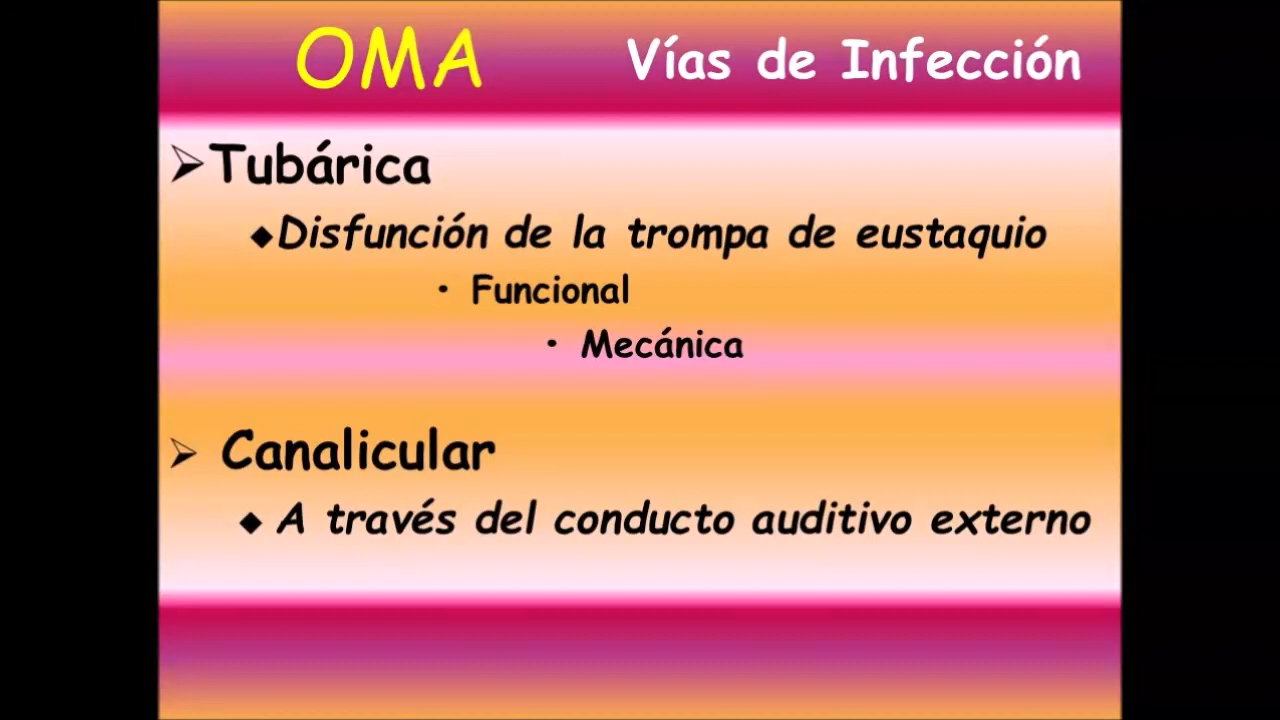 OMA Vías de Infección
➢Tubárica
◆Disfunción de la trompa de eustaquio
• Funcional
• Mecánica
➢ Canalicular
◆ A través del conducto auditivo externo